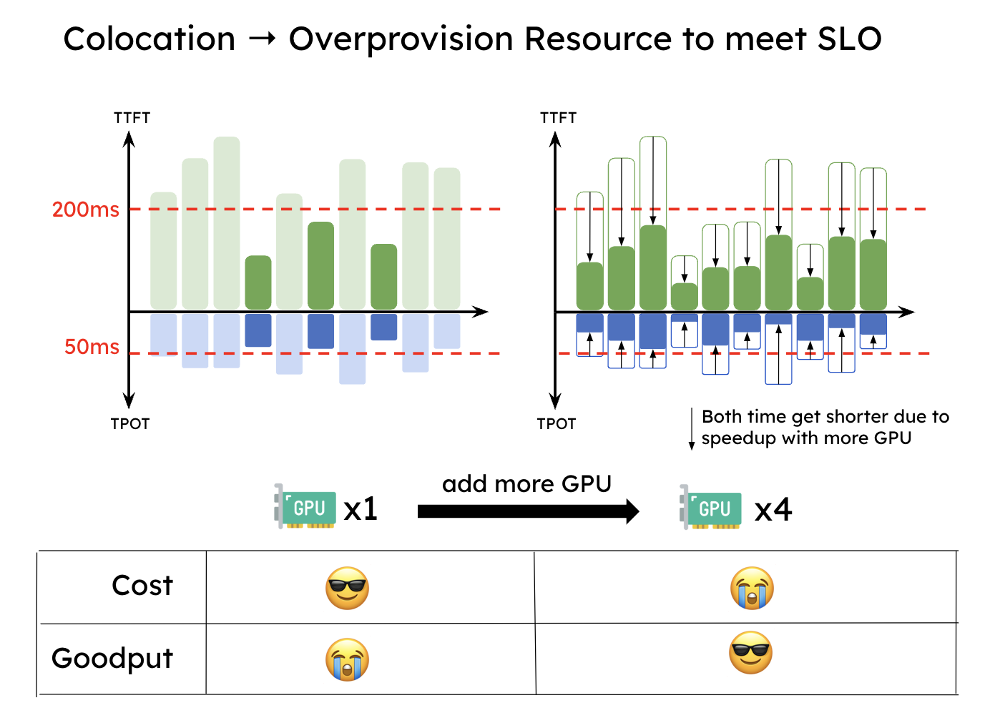 Colocation → Overprovision Resource to meet SLO
TTFT
TTFT
200ms
50ms
TPOT
TPOT
Both time get shorter due to
speedup with more GPU
add more GPU
GPU x1
GPU x4
Cost
Goodput